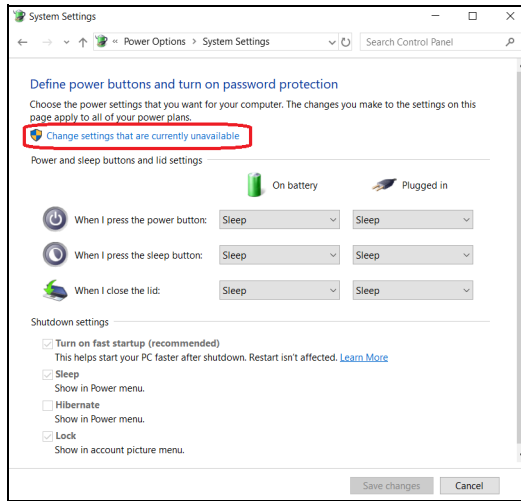 System Settings
« Power Options > System Settings
Search Control Panel
Define power buttons and turn on password protection
Choose the power settings that you want for your computer. The changes you make to the settings on this
page apply to all of your power plans.
Change settings that are currently unavailable
Power and sleep buttons and lid settings
On battery Plugged in
When I press the power button: Sleep Sleep
When I press the sleep button: Sleep Sleep
When I close the lid: Sleep Sleep
Shutdown settings
Turn on fast startup (recommended)
This helps start your PC faster after shutdown. Restart isn't affected. Learn More
Sleep
Show in Power menu.
Hibernate
Show in Power menu.
Lock
Show in account picture menu.
Save changes Cancel